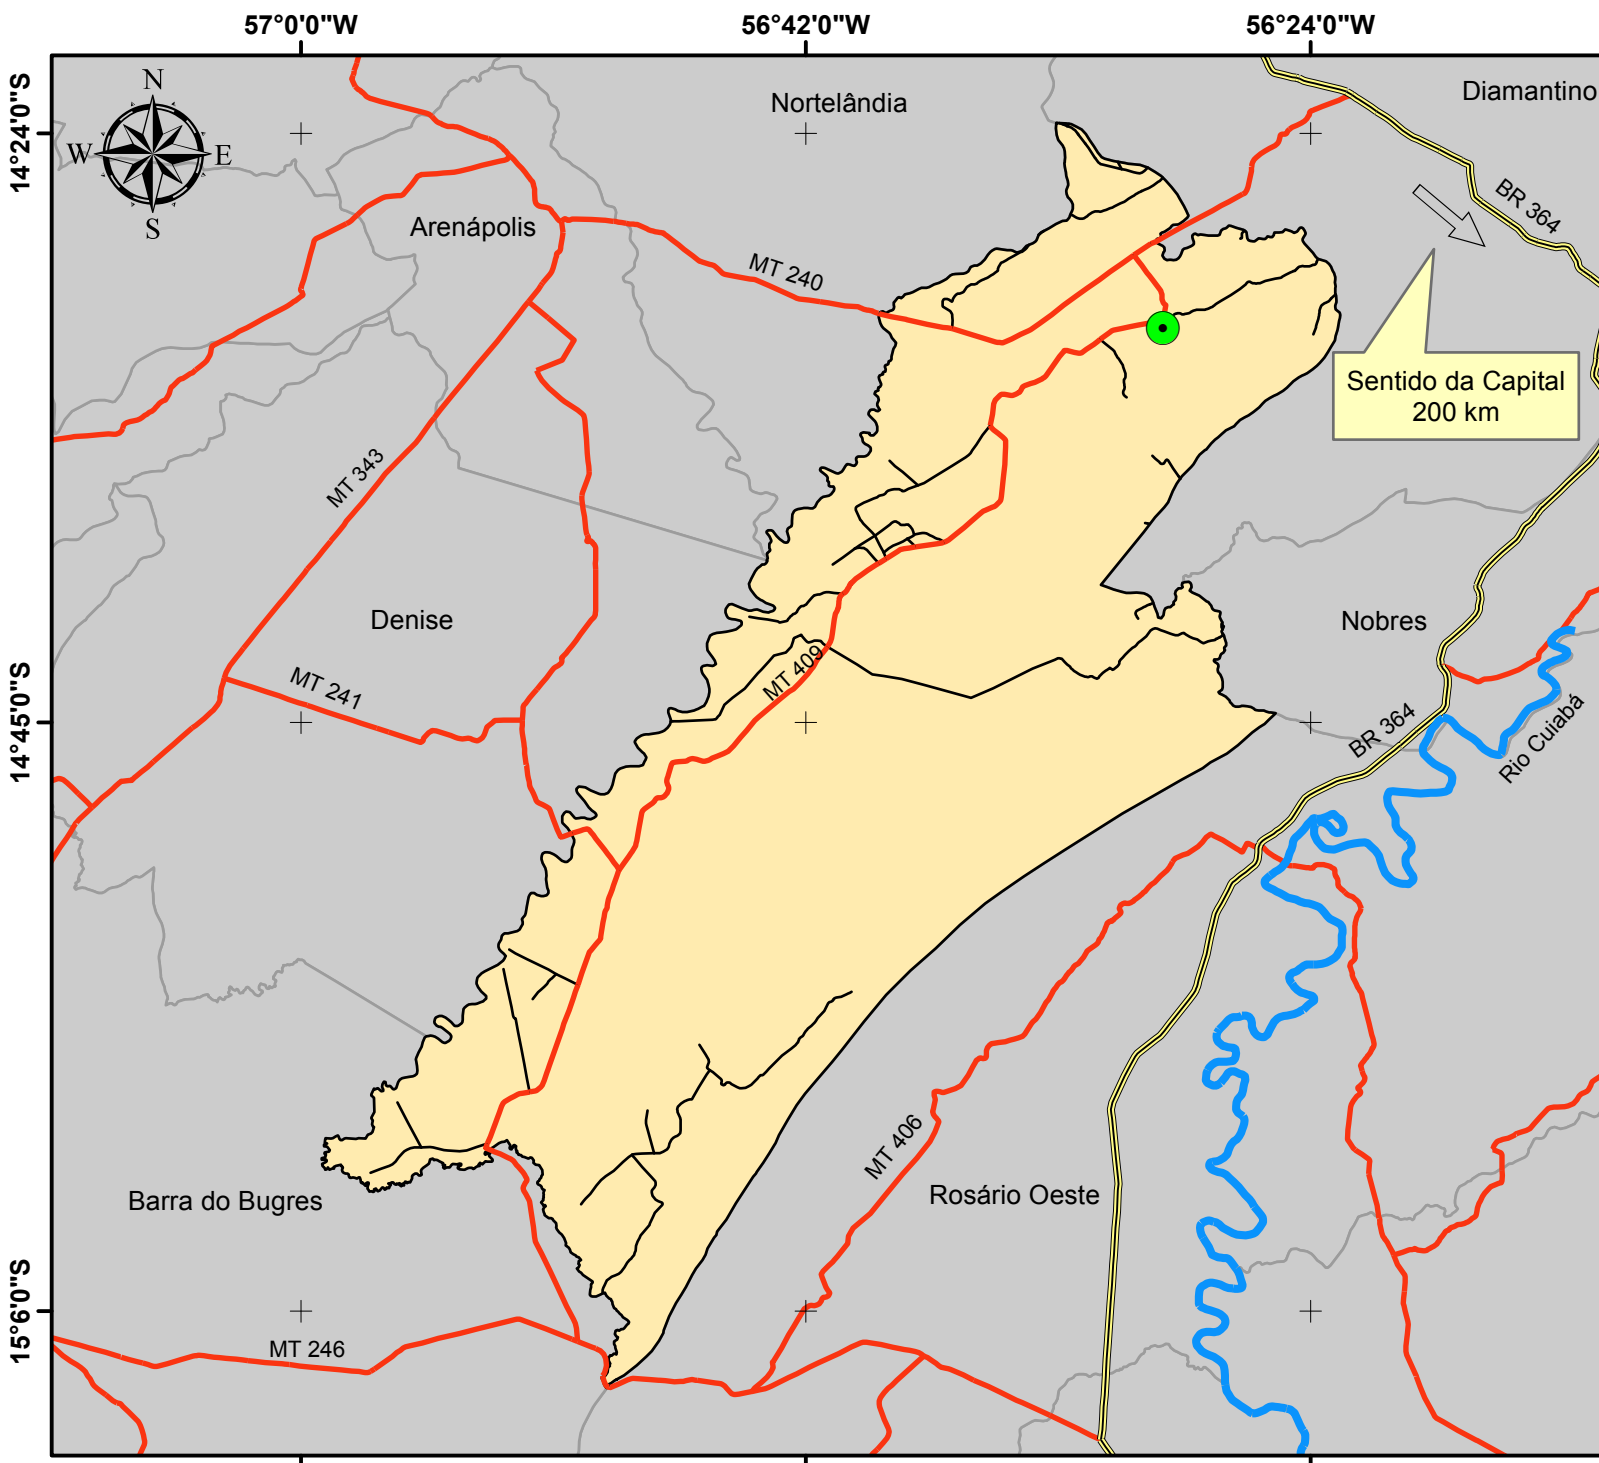 57°0'0"W
56°42'0"W
56°24'0"W
14°24'0"S
14°45'0"S
15°6'0"S
N
W
E
S
Nortelândia
Diamantino
Arenápolis
BR 364
MT 240
Sentido da Capital
200 km
MT 343
Denise
Nobres
MT 409
MT 241
BR 364
Rio Cuiabá
MT 406
Rosário Oeste
Barra do Bugres
MT 246